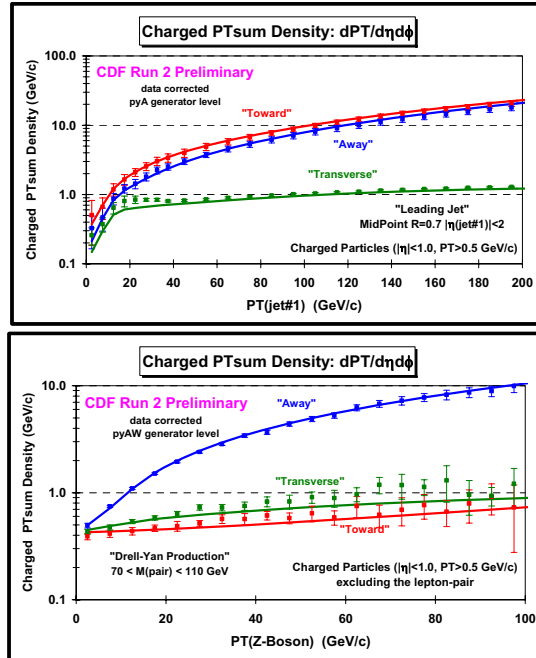 Charged PTsum Density: dPT/dηdϕ
100.0
10.0
1.0
0.1
Charged PTsum Density (GeV/c)
CDF Run 2 Preliminary
data corrected
pyA generator level
"Toward"
"Away"
"Transverse"
"Leading Jet"
MidPoint R=0.7 |η(jet#1)|<2
Charged Particles (|η|<1.0, PT>0.5 GeV/c)
0 20 40 60 80 100 120 140 160 180 200
PT(jet#1) (GeV/c)
Charged PTsum Density: dPT/dηdϕ
10.0
1.0
0.1
Charged PTsum Density (GeV/c)
CDF Run 2 Preliminary
data corrected
pyAW generator level
"Away"
"Transverse"
"Toward"
"Drell-Yan Production"
70 < M(pair) < 110 GeV
Charged Particles (|η|<1.0, PT>0.5 GeV/c)
excluding the lepton-pair
0 20 40 60 80 100
PT(Z-Boson) (GeV/c)